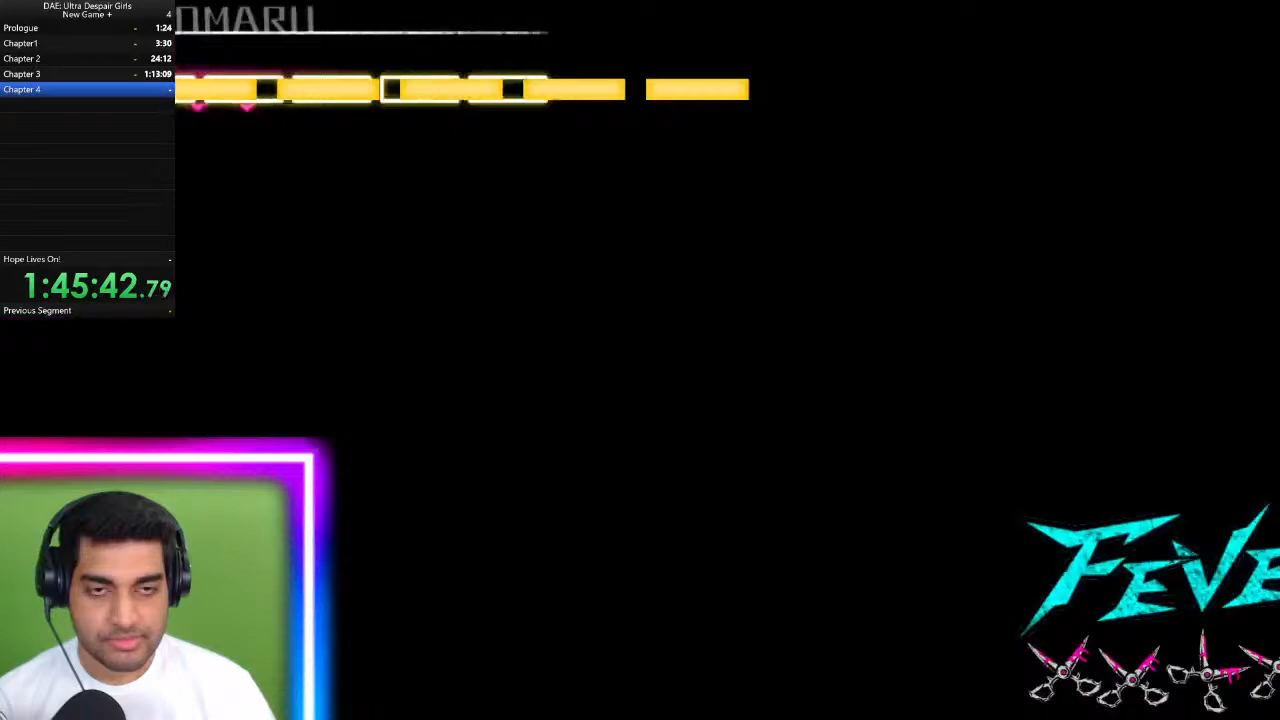 DAE: Ultra Despair Girls
New Game + 4
Prologue - 1:24
Chapter1 - 3:30
Chapter 2 - 24:12
Chapter 3 - 1:13:09
Chapter 4 -
OMARU
Hope Lives On! -
1:45:42.79
Previous Segment -
FEVE